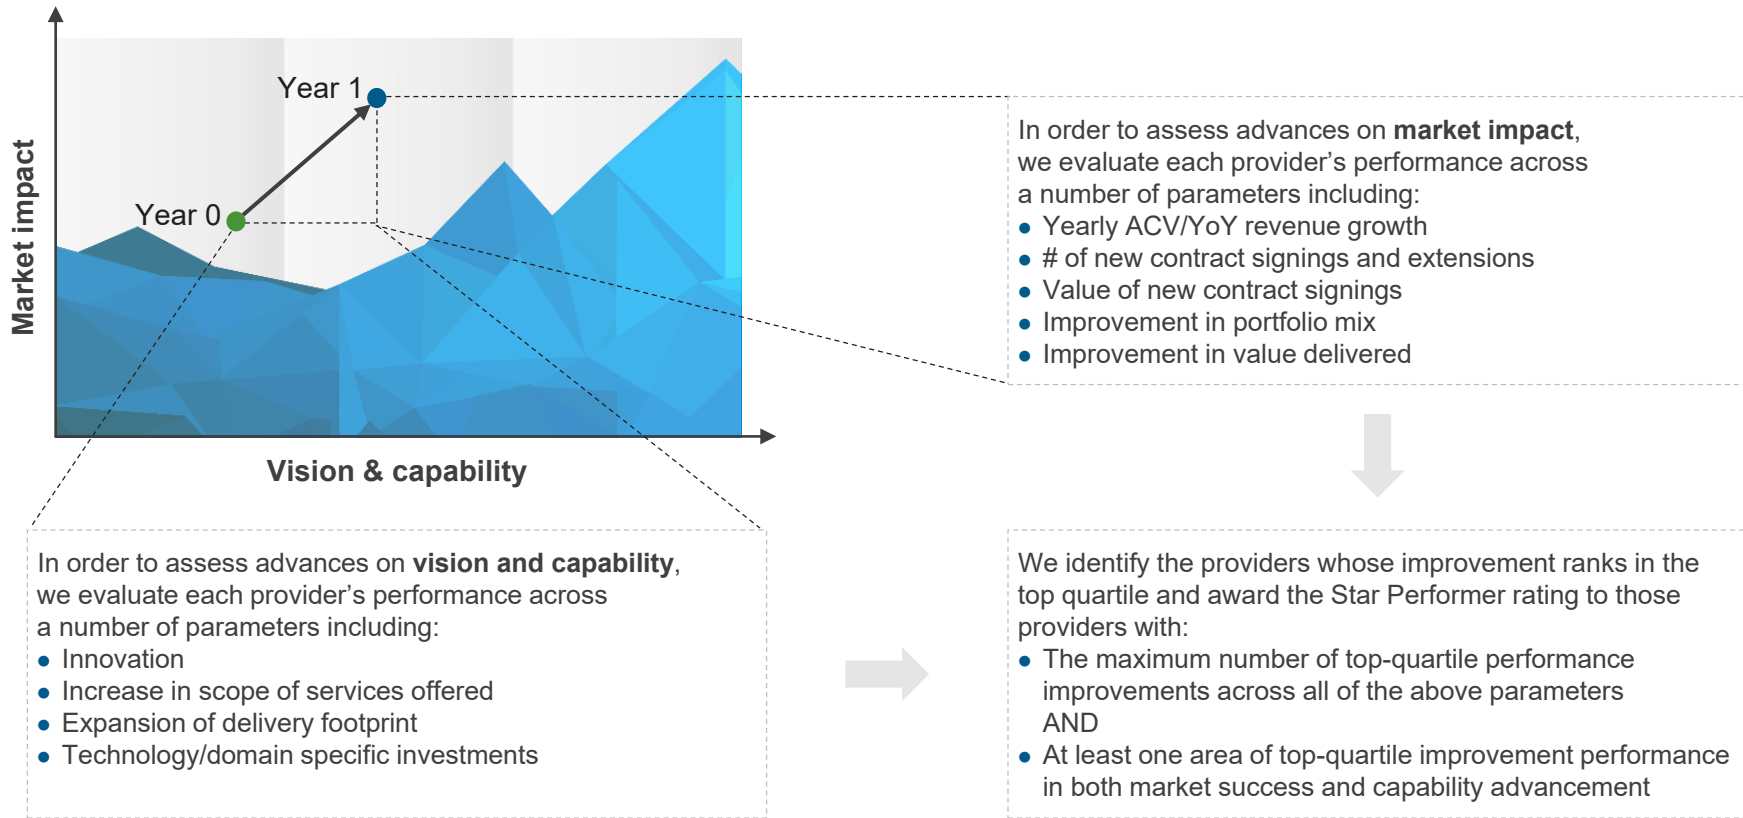 Year 1
Year 0
Market impact
Vision & capability
In order to assess advances on market impact,
we evaluate each provider’s performance across
a number of parameters including:
● Yearly ACV/YoY revenue growth
● # of new contract signings and extensions
● Value of new contract signings
● Improvement in portfolio mix
● Improvement in value delivered
In order to assess advances on vision and capability,
we evaluate each provider’s performance across
a number of parameters including:
● Innovation
● Increase in scope of services offered
● Expansion of delivery footprint
● Technology/domain specific investments
We identify the providers whose improvement ranks in the
top quartile and award the Star Performer rating to those
providers with:
● The maximum number of top-quartile performance
improvements across all of the above parameters
AND
● At least one area of top-quartile improvement performance
in both market success and capability advancement